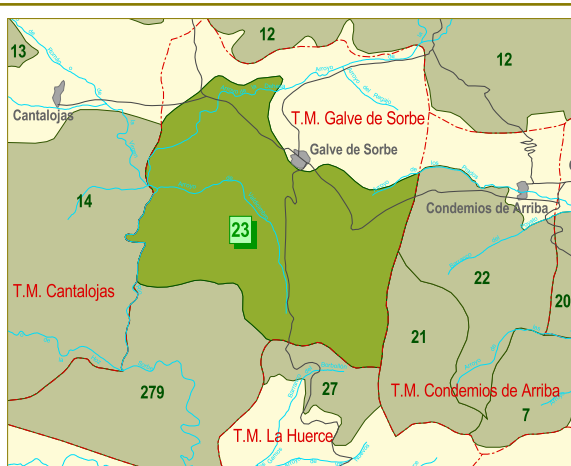 12
13
12
Cantalojas
T.M. Galve de Sorbe
Galve de Sorbe
14
Condemios de Arriba
23
22
T.M. Cantalojas
20
21
279
27
T.M. Condemios de Arriba
7
T.M. La Huerce